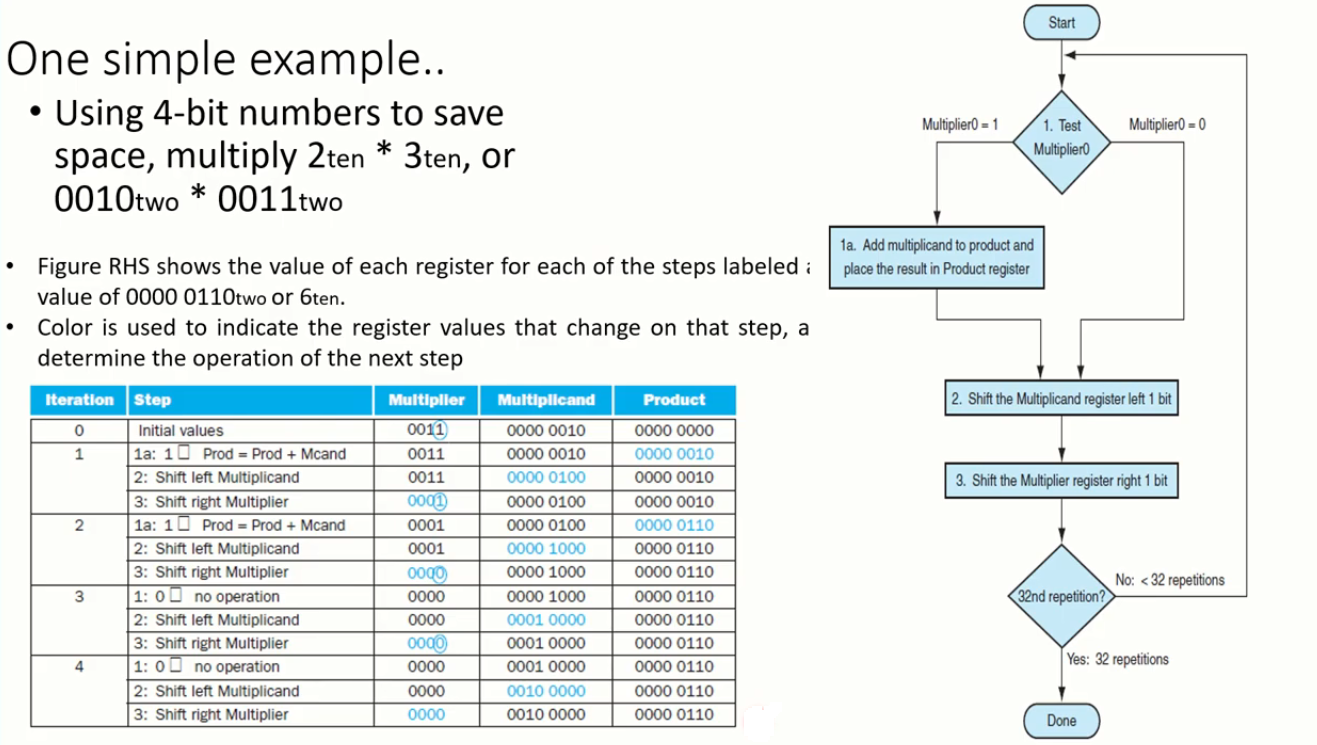 One simple example..
• Using 4-bit numbers to save
space, multiply 2ten * 3ten, or
0010two * 0011two
• Figure RHS shows the value of each register for each of the steps labeled
value of 0000 0110two or 6ten.
• Color is used to indicate the register values that change on that step, a
determine the operation of the next step
Iteration Step Multiplier Multiplicand Product
0 Initial values 0011 0000 0010 0000 0000
1 1a: 1 □ Prod = Prod + Mcand 0011 0000 0010 0000 0010
2: Shift left Multiplicand 0011 0000 0100 0000 0010
3: Shift right Multiplier 0001 0000 0100 0000 0010
2 1a: 1 □ Prod = Prod + Mcand 0001 0000 0100 0000 0110
2: Shift left Multiplicand 0001 0000 1000 0000 0110
3: Shift right Multiplier 0000 0000 1000 0000 0110
3 1: 0 □ no operation 0000 0000 1000 0000 0110
2: Shift left Multiplicand 0000 0001 0000 0000 0110
3: Shift right Multiplier 0000 0001 0000 0000 0110
4 1: 0 □ no operation 0000 0001 0000 0000 0110
2: Shift left Multiplicand 0000 0010 0000 0000 0110
3: Shift right Multiplier 0000 0010 0000 0000 0110
Start
Multiplier0 = 1
1. Test
Multiplier0
Multiplier0 = 0
1a. Add multiplicand to product and
place the result in Product register
2. Shift the Multiplicand register left 1 bit
3. Shift the Multiplier register right 1 bit
32nd repetition?
No: < 32 repetitions
Yes: 32 repetitions
Done